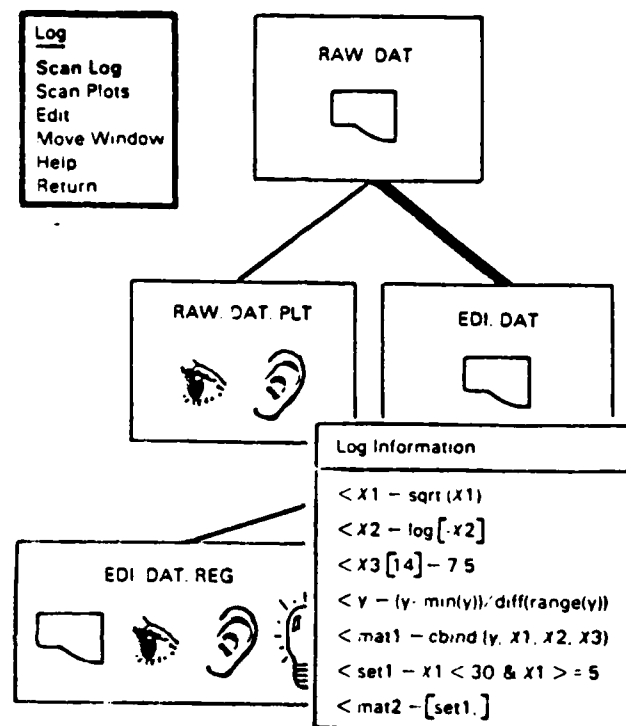 Log
Scan Log
Scan Plots
Edit
Move Window
Help
Return
RAW DAT
RAW. DAT. PLT
EDI. DAT
Log Information
< X1 – sqrt (X1)
< X2 – log[-X2]
< X3 [14] – 7 5
< y – (y- min(y))/diff(range(y))
< mat1 – cbind (y, X1, X2, X3)
< set1 – X1 < 30 & X1 > = 5
< mat2 – [set1,]
EDI DAT. REG